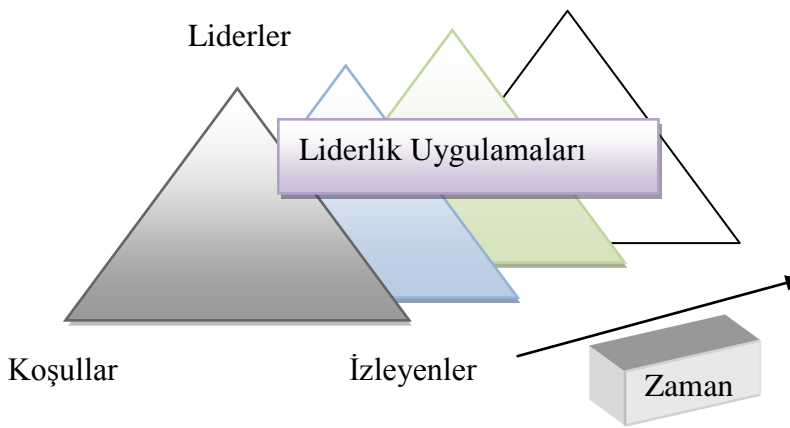 Liderler
Liderlik Uygulamaları
Koşullar
İzleyenler
Zaman